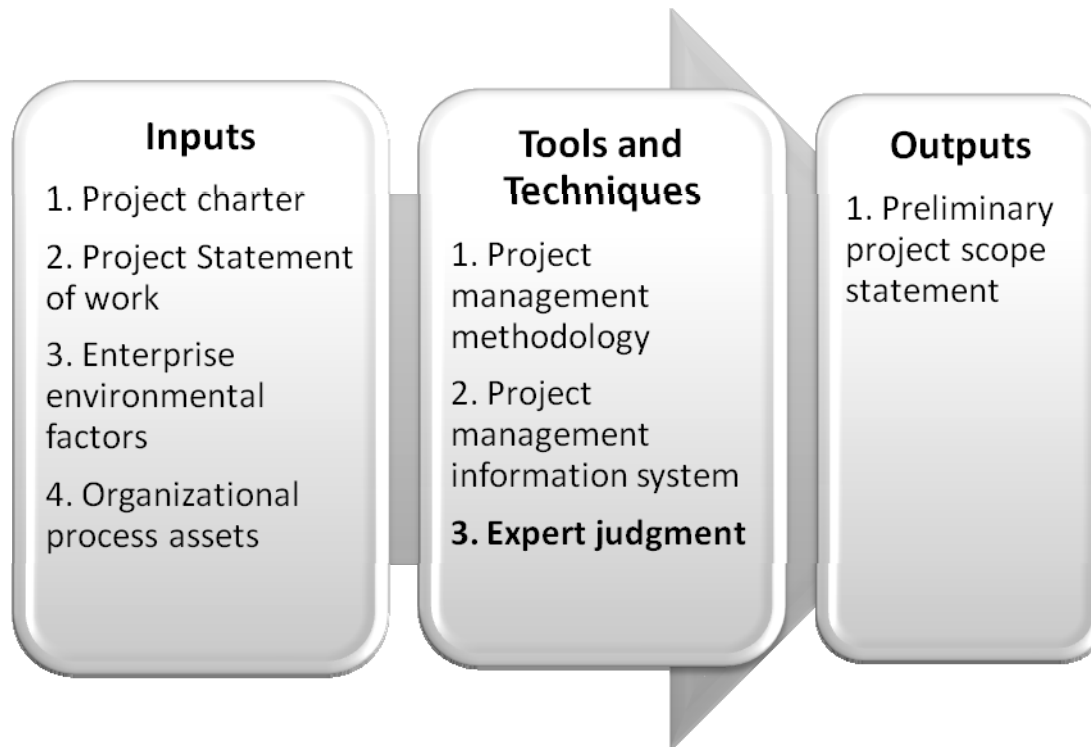 Inputs
1. Project charter
2. Project Statement
of work
3. Enterprise
environmental
factors
4. Organizational
process assets
Tools and
Techniques
1. Project
management
methodology
2. Project
management
information system
3. Expert judgment
Outputs
1. Preliminary
project scope
statement